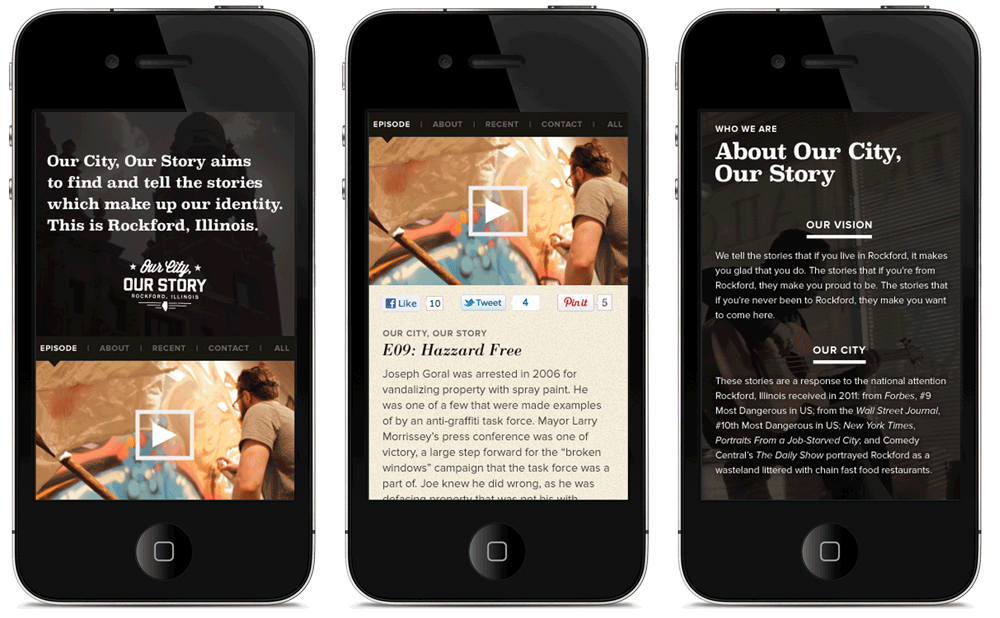 Our City, Our Story aims
to find and tell the stories
which make up our identity.
This is Rockford, Illinois.
Our City,
OUR STORY
ROCKFORD, ILLINOIS
EPISODE | ABOUT | RECENT | CONTACT | ALL
EPISODE | ABOUT | RECENT | CONTACT | ALL
Like 10 Tweet 4 Pin it 5
OUR CITY, OUR STORY
E09: Hazzard Free
Joseph Goral was arrested in 2006 for
vandalizing property with spray paint. He
was one of a few that were made examples
of by an anti-graffiti task force. Mayor Larry
Morrissey's press conference was one of
victory, a large step forward for the "broken
windows" campaign that the task force was a
part of. Joe knew he did wrong, as he was
defacing property that was not his with
WHO WE ARE
About Our City,
Our Story
OUR VISION
We tell the stories that if you live in Rockford, it makes
you glad that you do. The stories that if you're from
Rockford, they make you proud to be. The stories that
if you're never been to Rockford, they make you want
to come here.
OUR CITY
These stories are a response to the national attention
Rockford, Illinois received in 2011: from Forbes, #9
Most Dangerous in US; from the Wall Street Journal,
#10th Most Dangerous in US; New York Times,
Portraits From a Job-Starved City; and Comedy
Central's The Daily Show portrayed Rockford as a
wasteland littered with chain fast food restaurants.